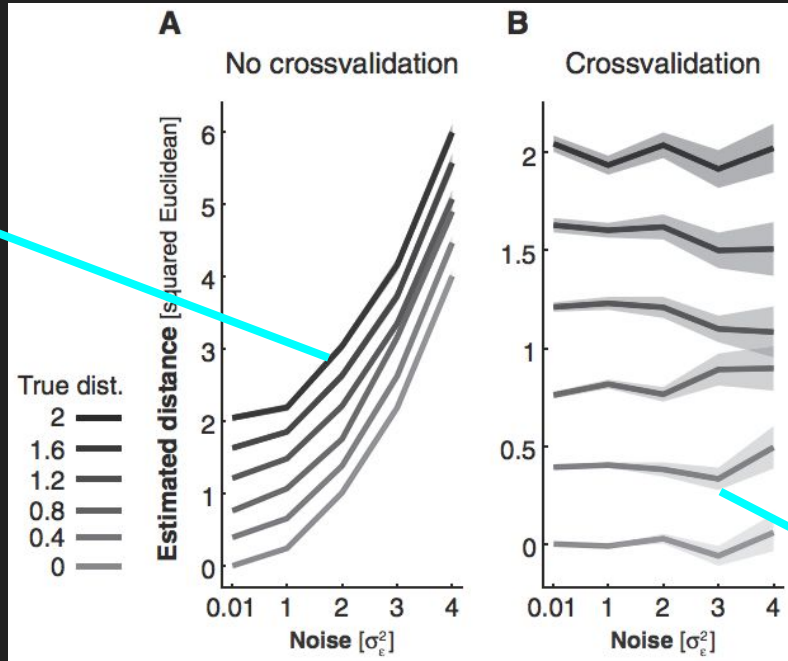 A
No crossvalidation
6
5
4
3
2
1
0
Estimated distance [squared Euclidean]
0.01 1 2 3 4
Noise [σ²ε]
True dist.
2
1.6
1.2
0.8
0.4
0
B
Crossvalidation
2
1.5
1
0.5
0
0.01 1 2 3 4
Noise [σ²ε]